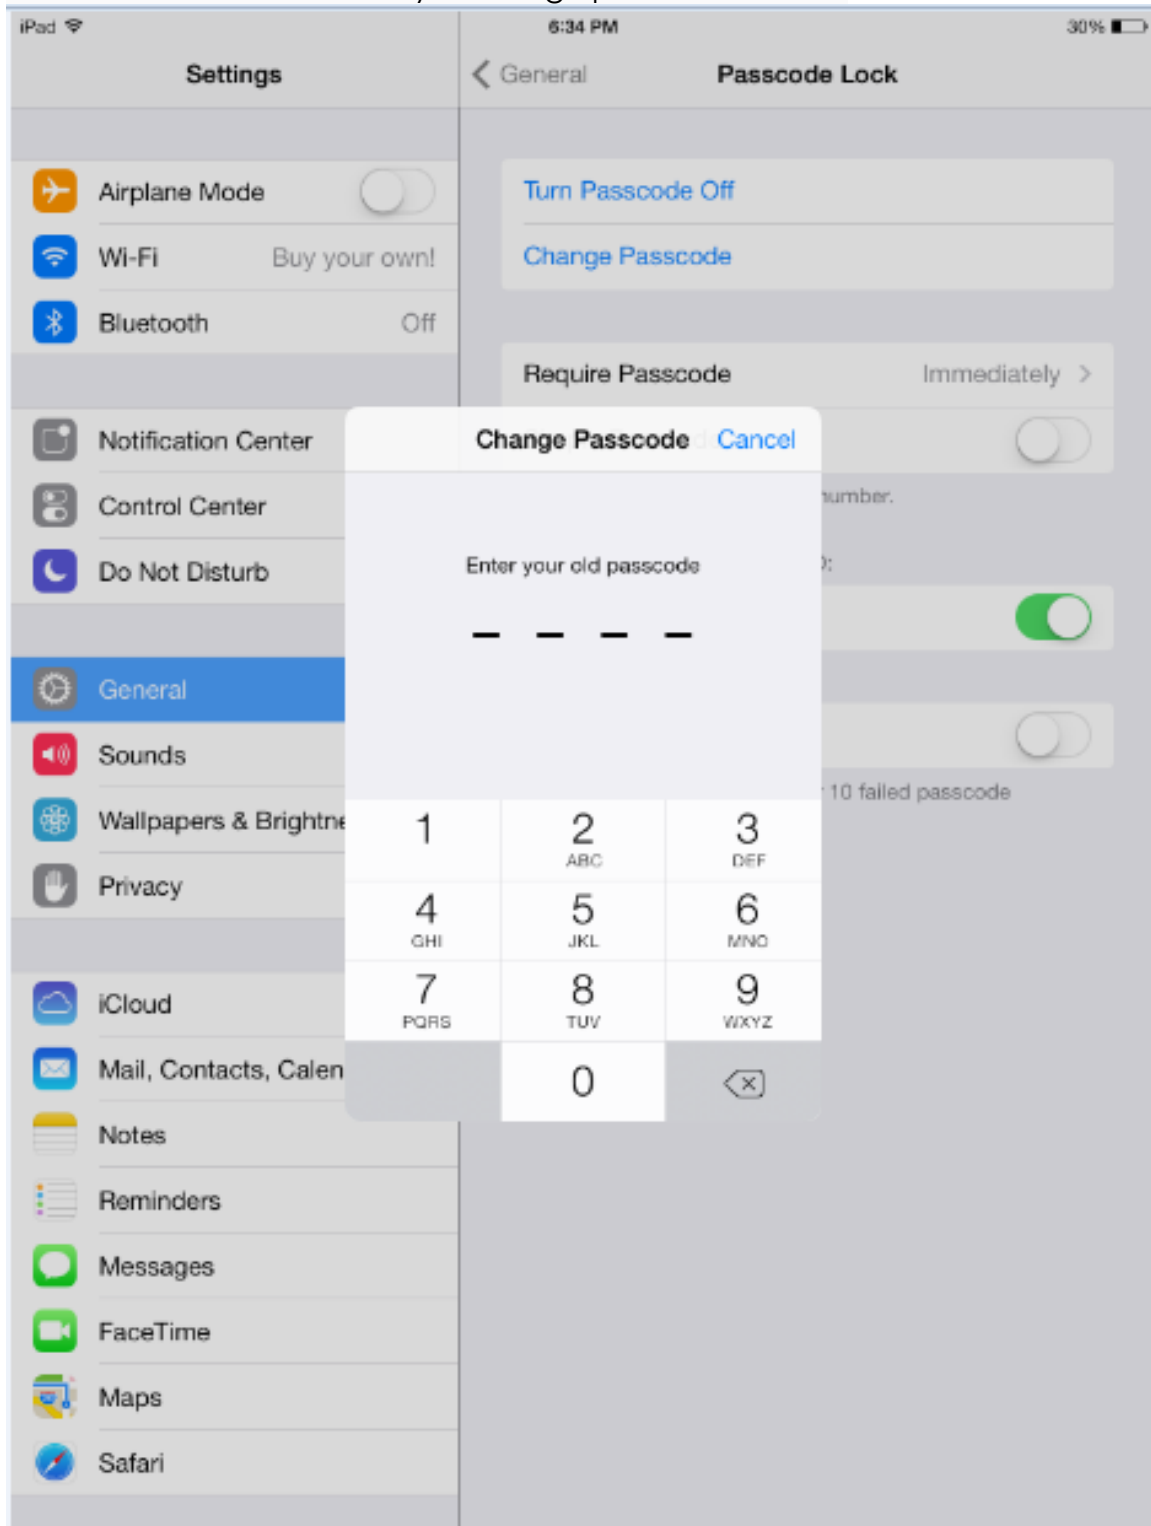 iPad 6:34 PM 30%
Settings
General Passcode Lock
Airplane Mode
Wi-Fi Buy your own!
Bluetooth Off
Notification Center
Control Center
Do Not Disturb
General
Sounds
Wallpapers & Brightne
Privacy
iCloud
Mail, Contacts, Calen
Notes
Reminders
Messages
FaceTime
Maps
Safari
Turn Passcode Off
Change Passcode
Require Passcode Immediately
number.
10 failed passcode
Change Passcode Cancel
Enter your old passcode
1 2 3
ABC DEF
4 5 6
GHI JKL MNO
7 8 9
PQRS TUV WXYZ
0